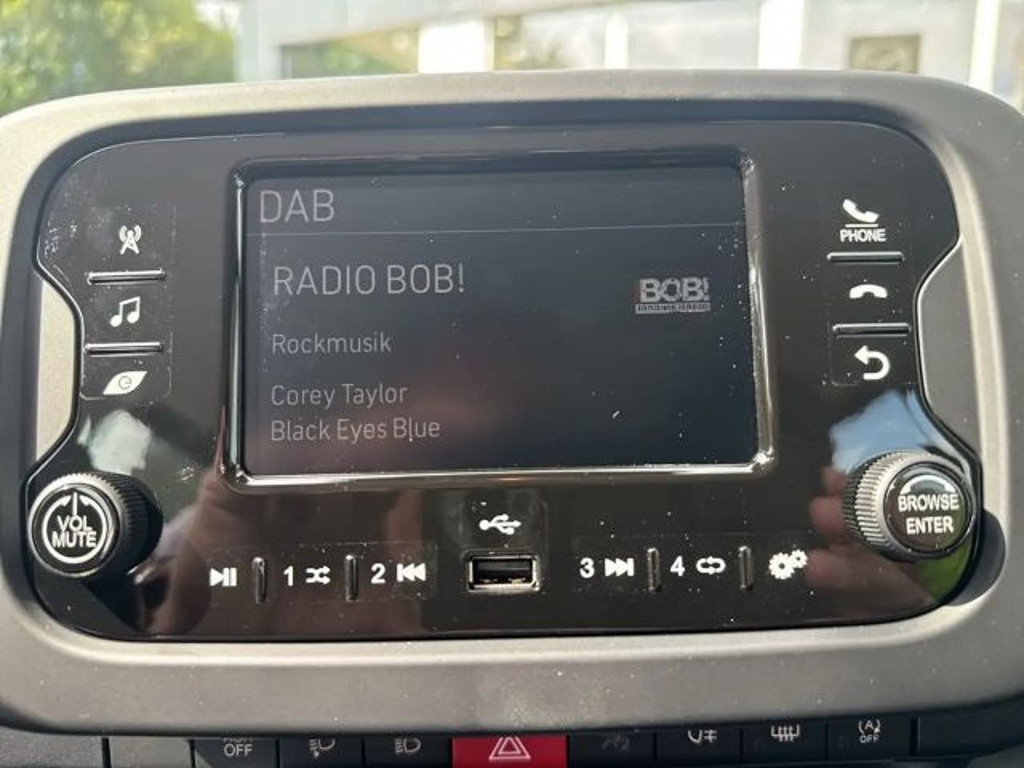 DAB
RADIO BOB!
BOB!
Rockmusik
Corey Taylor
Black Eyes Blue
PHONE
VOL
MUTE
BROWSE
ENTER
1
2
3
4
OFF
A
OFF